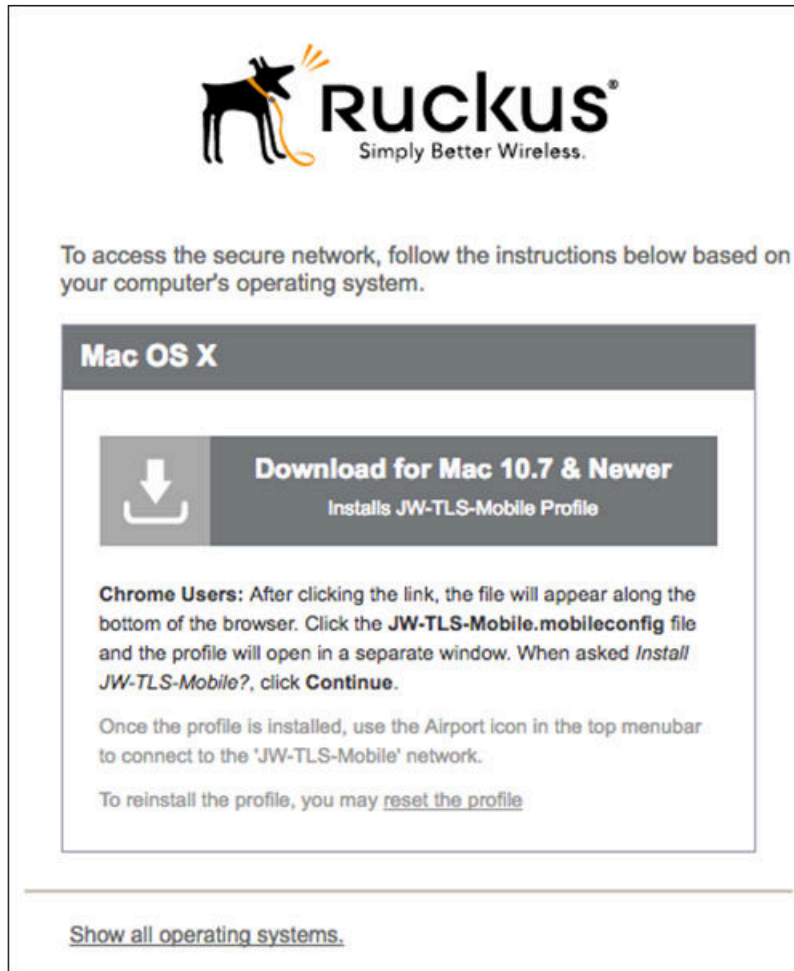 RUCKUS®
Simply Better Wireless.
To access the secure network, follow the instructions below based on
your computer's operating system.
Mac OS X
Download for Mac 10.7 & Newer
Installs JW-TLS-Mobile Profile
Chrome Users: After clicking the link, the file will appear along the
bottom of the browser. Click the JW-TLS-Mobile.mobileconfig file
and the profile will open in a separate window. When asked Install
JW-TLS-Mobile?, click Continue.
Once the profile is installed, use the Airport icon in the top menubar
to connect to the 'JW-TLS-Mobile' network.
To reinstall the profile, you may reset the profile
Show all operating systems.